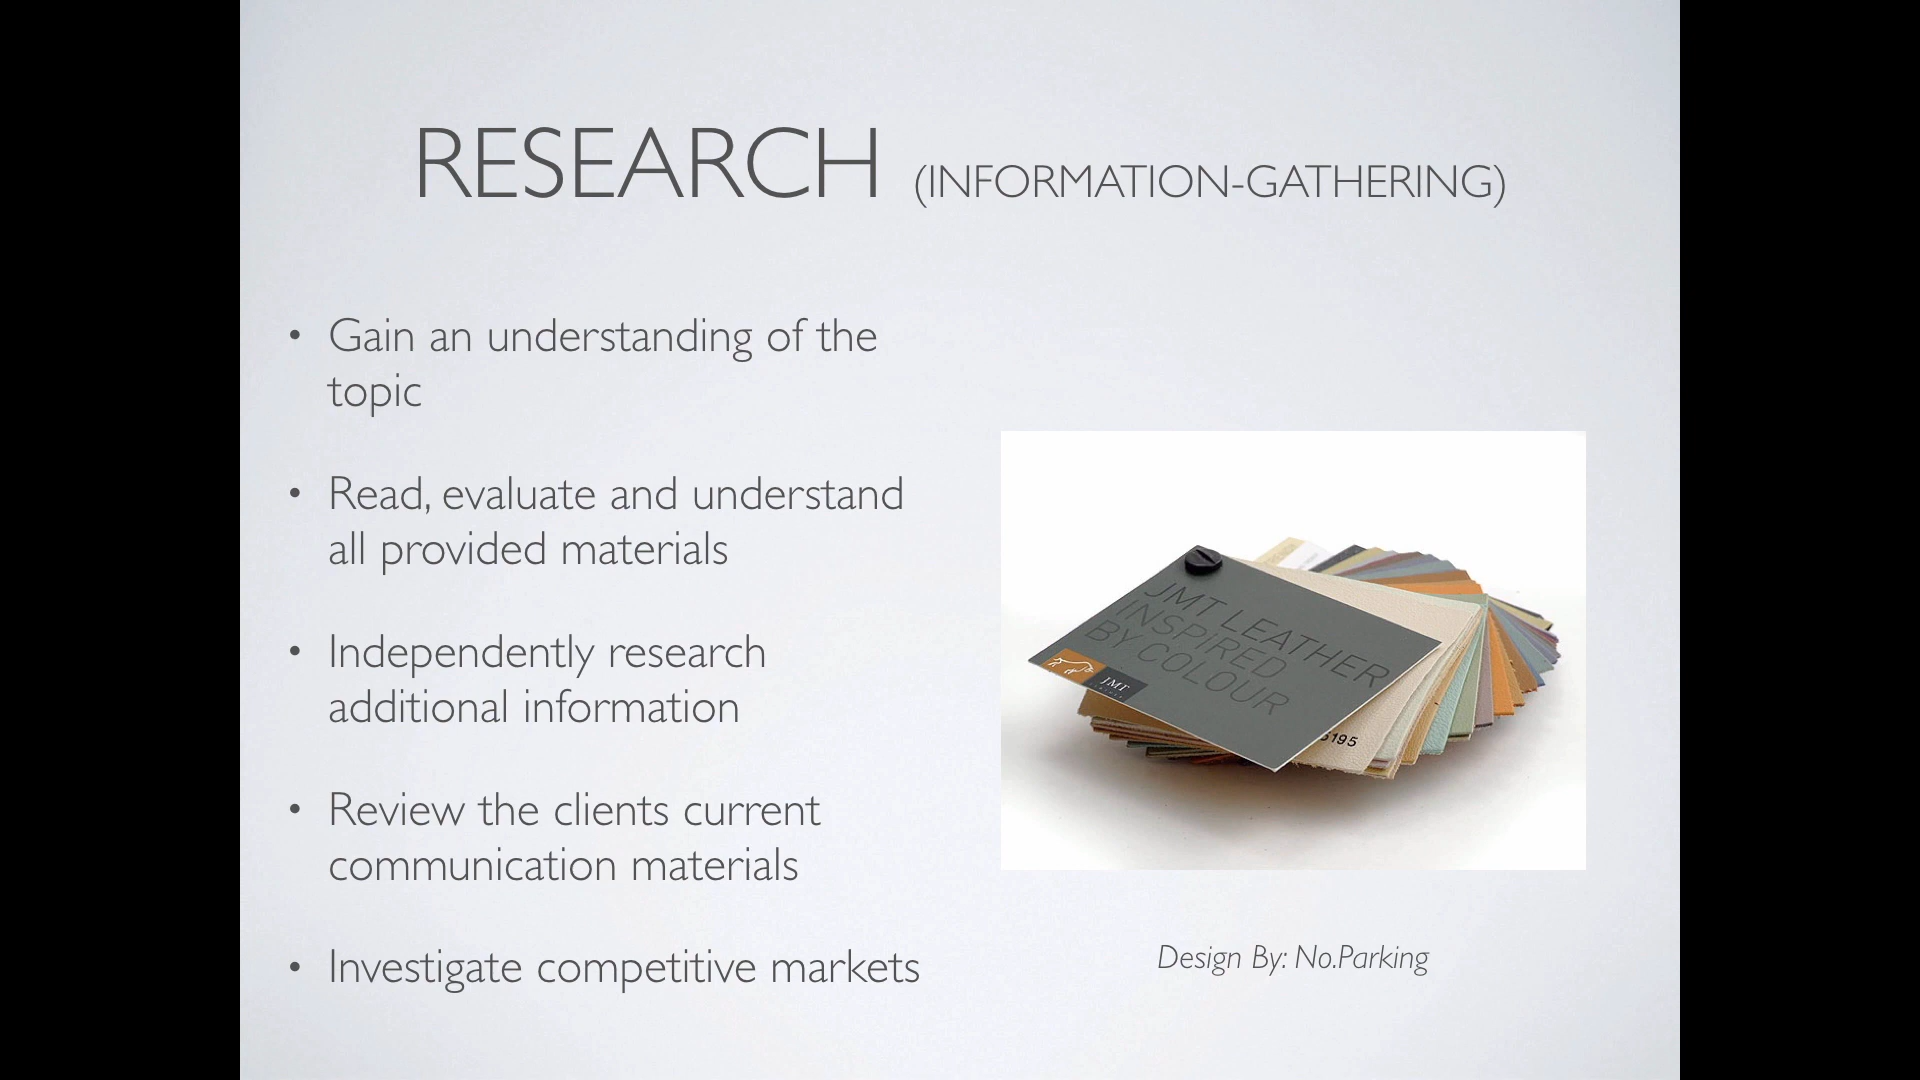 RESEARCH (INFORMATION-GATHERING)
• Gain an understanding of the
topic
• Read, evaluate and understand
all provided materials
• Independently research
additional information
• Review the clients current
communication materials
• Investigate competitive markets
JMT LEATHER
INSPIRED
BY COLOUR
JMT
5195
Design By: No.Parking